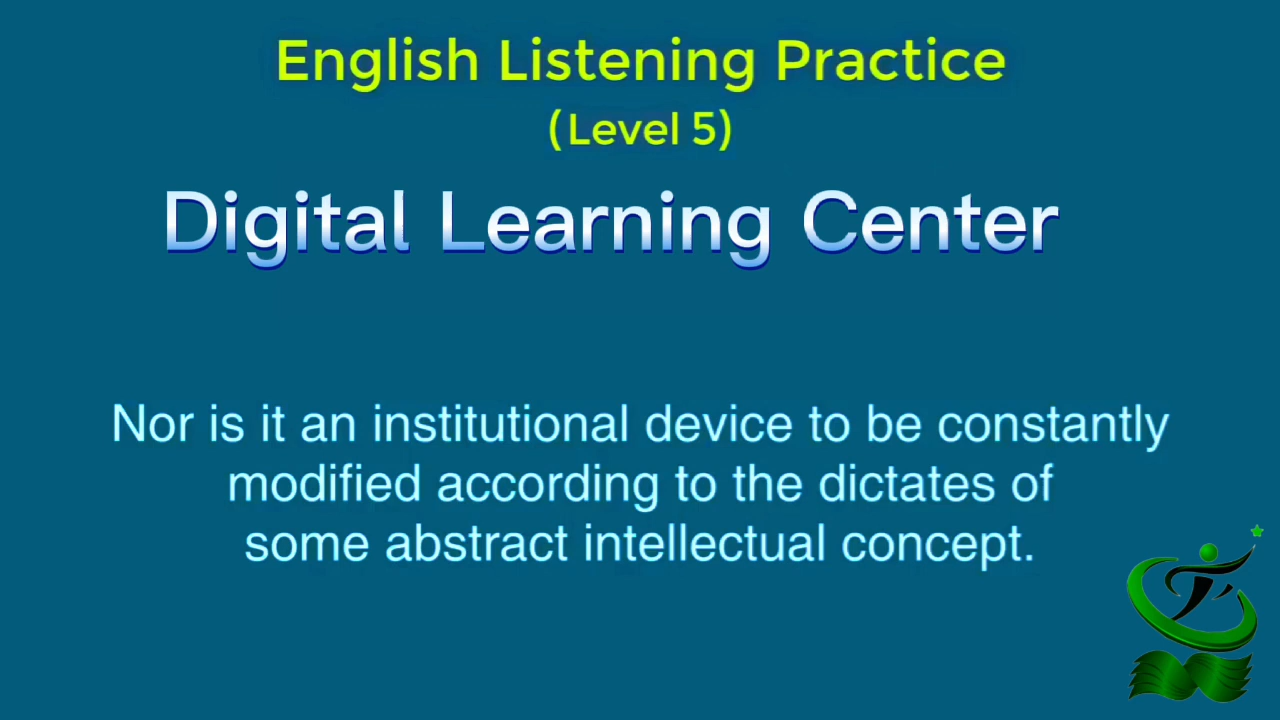 English Listening Practice
(Level 5)
Digital Learning Center
Nor is it an institutional device to be constantly
modified according to the dictates of
some abstract intellectual concept.